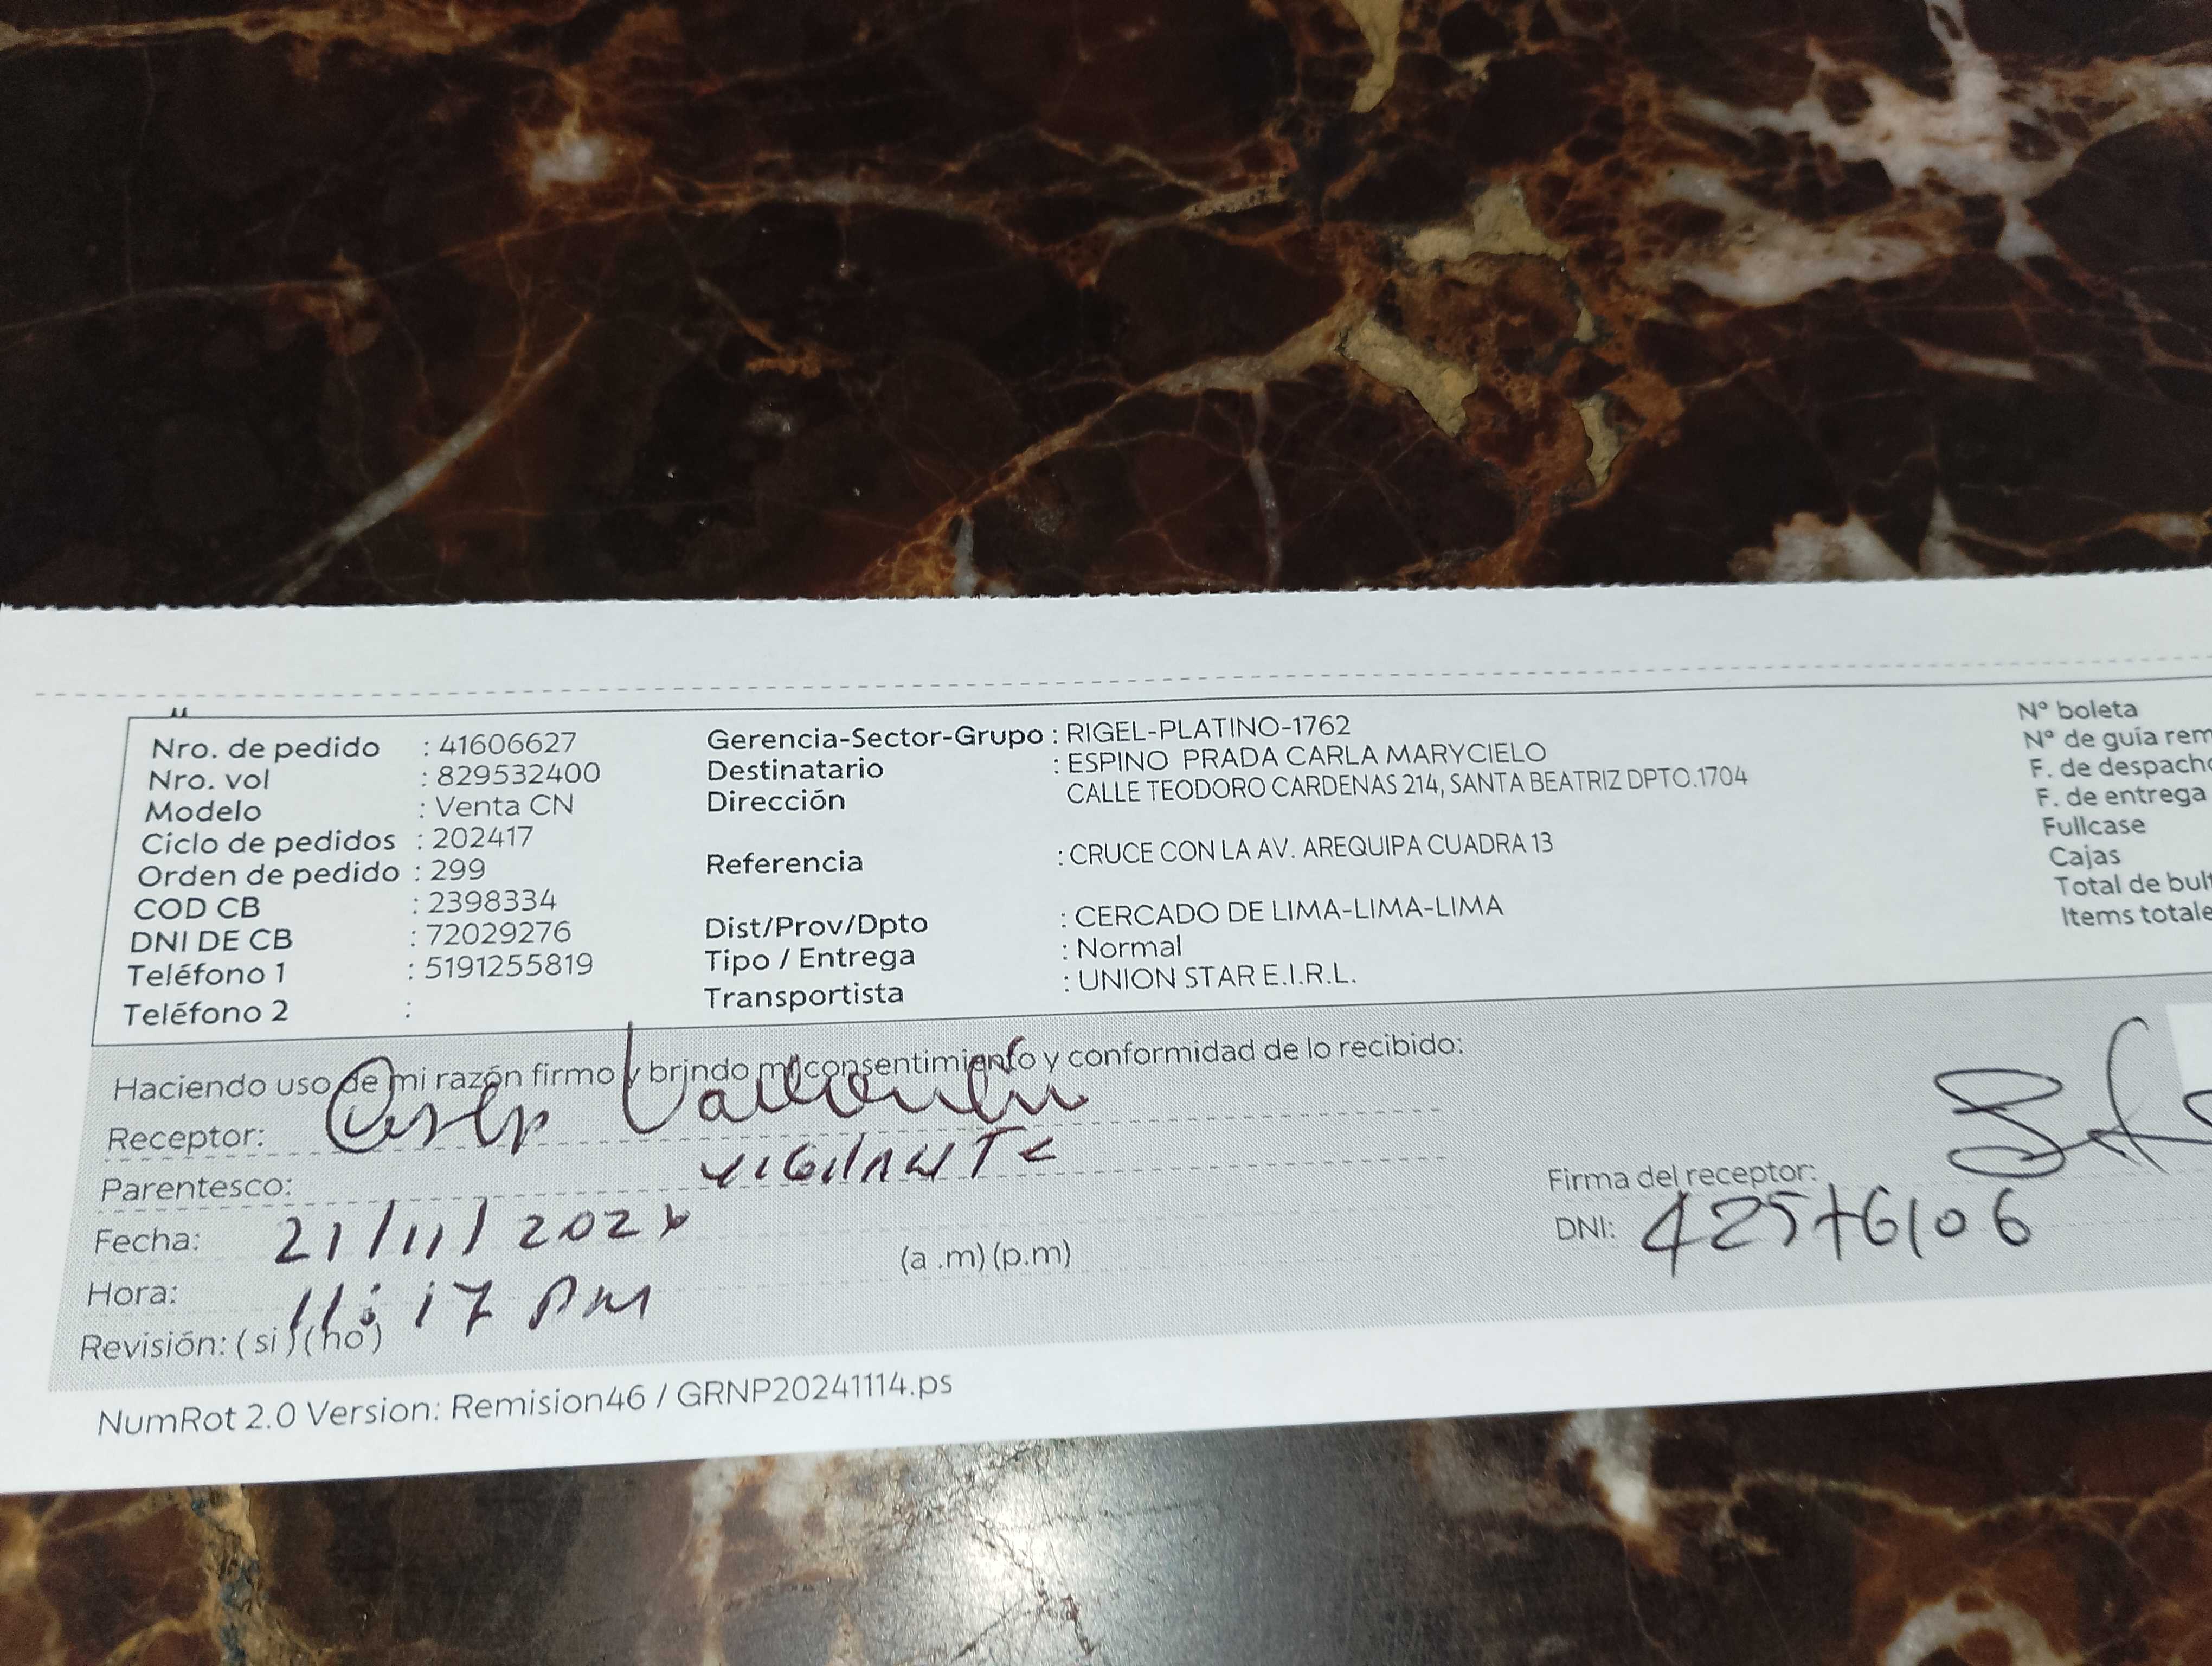 Nro. de pedido : 41606627
Nro. vol : 829532400
Modelo : Venta CN
Ciclo de pedidos : 202417
Orden de pedido : 299
COD CB : 2398334
DNI DE CB : 72029276
Teléfono 1 : 5191255819
Teléfono 2 :
Gerencia-Sector-Grupo : RIGEL-PLATINO-1762
Destinatario : ESPINO PRADA CARLA MARYCIELO
Dirección CALLE TEODORO CARDENAS 214, SANTA BEATRIZ DPTO.1704
Referencia : CRUCE CON LA AV. AREQUIPA CUADRA 13
Dist/Prov/Dpto : CERCADO DE LIMA-LIMA-LIMA
Tipo / Entrega : Normal
Transportista : UNION STAR E.I.R.L.
N° boleta
N° de guía rem
F. de despacho
F. de entrega
Fullcase
Cajas
Total de bult
Items totale
Haciendo uso de mi razón firmo y brindo mi consentimiento y conformidad de lo recibido:
Receptor:
Parentesco: VIGILANTE
Fecha: 21/11/2024
Hora: 11:17 AM (a .m) (p.m)
Revisión: ( si ) ( no )
Firma del receptor:
DNI: 42576106
NumRot 2.0 Version: Remision46 / GRNP20241114.ps